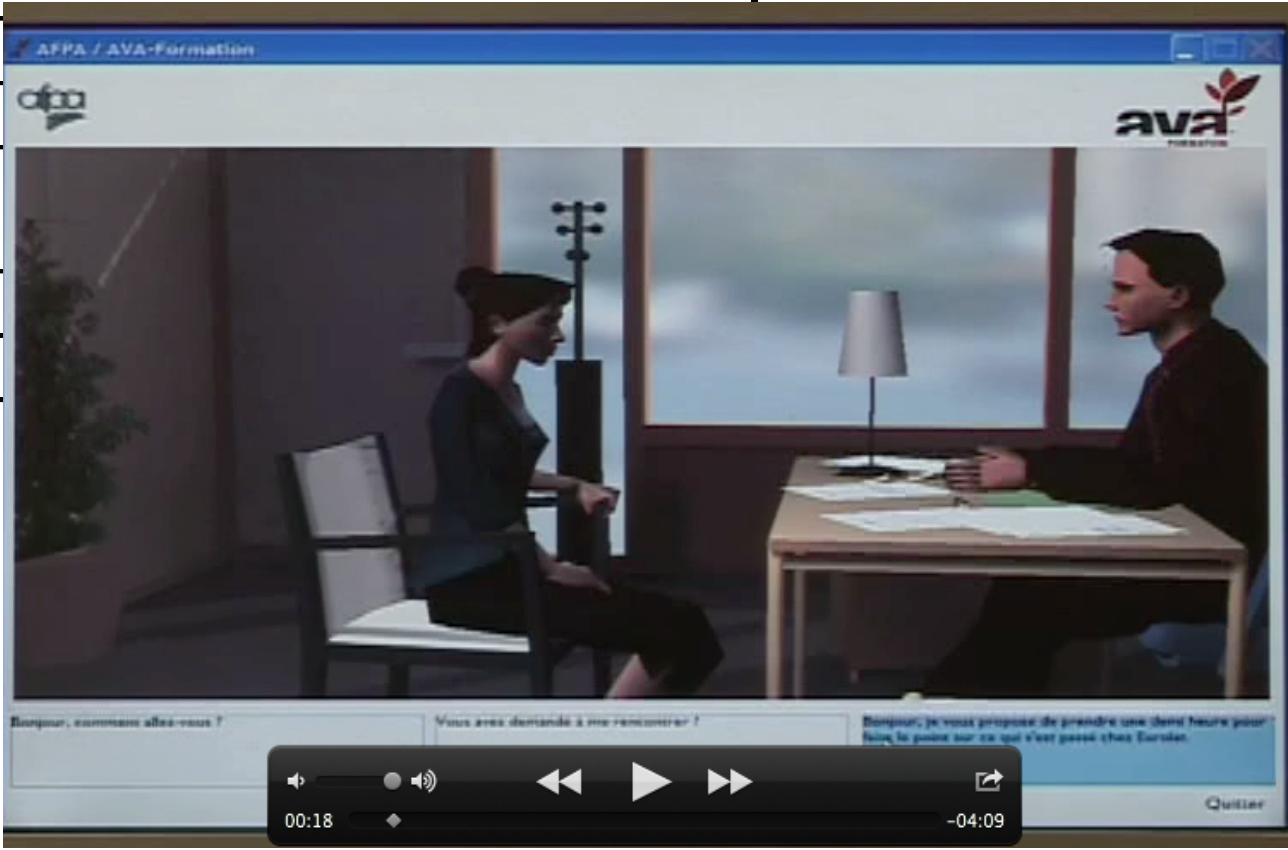 AFPA / AVA-Formation
afpa
ava
FORMATION
Bonjour, comment allez-vous ?
Vous avez demandé à me rencontrer ?
Bonjour, je vous propose de prendre une demi heure pour
faire le point sur ce qui s'est passé chez Eurolat.
Quitter
00:18
-04:09